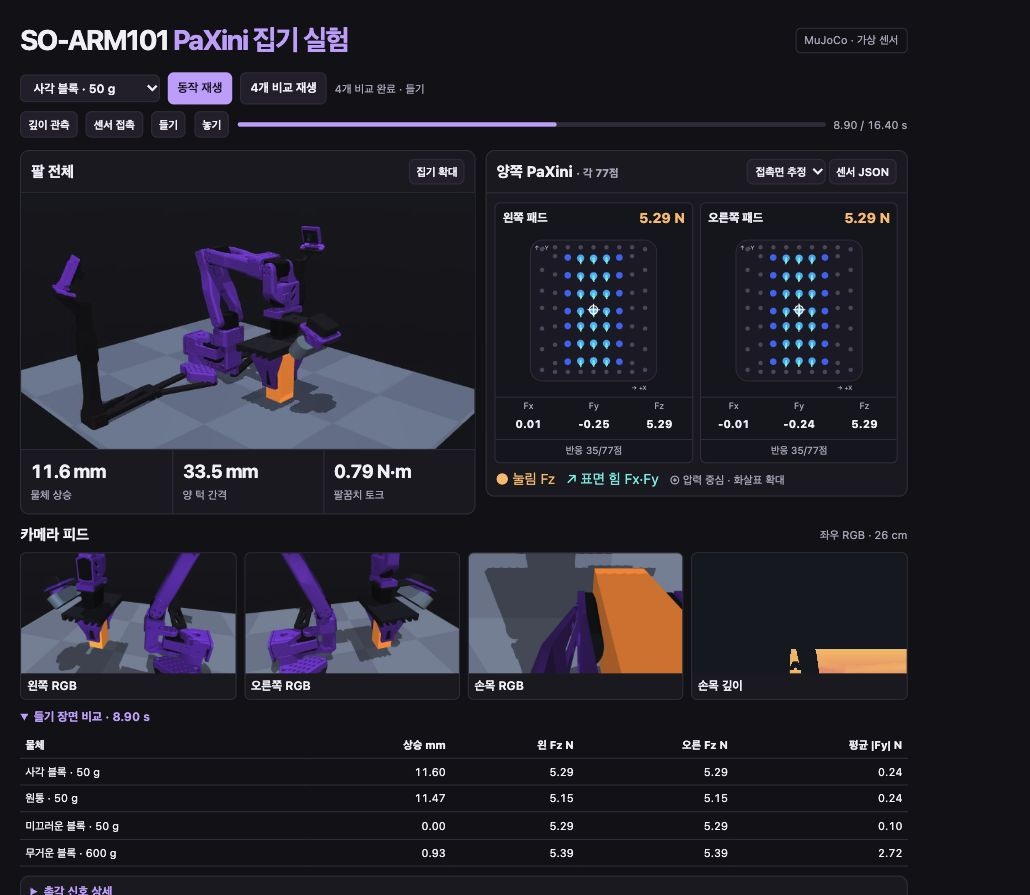 SO-ARM101 PaXini 집기 실험
MuJoCo · 가상 센서
사각 블록 · 50 g
동작 재생
4개 비교 재생
4개 비교 완료 · 들기
깊이 관측
센서 접촉
들기
놓기
8.90 / 16.40 s
팔 전체
집기 확대
11.6 mm
물체 상승
33.5 mm
양 턱 간격
0.79 N·m
팔꿈치 토크
양쪽 PaXini · 각 77점
접촉면 추정
센서 JSON
왼쪽 패드 5.29 N
↑ ⊙Y
→ +X
Fx Fy Fz
0.01 -0.25 5.29
반응 35/77점
오른쪽 패드 5.29 N
↑ ⊙Y
→ +X
Fx Fy Fz
-0.01 -0.24 5.29
반응 35/77점
눌림 Fz ↗ 표면 힘 Fx·Fy ⊙ 압력 중심 · 화살표 확대
카메라 피드
좌우 RGB · 26 cm
왼쪽 RGB
오른쪽 RGB
손목 RGB
손목 깊이
▼ 들기 장면 비교 · 8.90 s
물체 상승 mm 왼 Fz N 오른 Fz N 평균 |Fy| N
사각 블록 · 50 g 11.60 5.29 5.29 0.24
원통 · 50 g 11.47 5.15 5.15 0.24
미끄러운 블록 · 50 g 0.00 5.29 5.29 0.10
무거운 블록 · 600 g 0.93 5.39 5.39 2.72
▶ 촉각 신호 상세